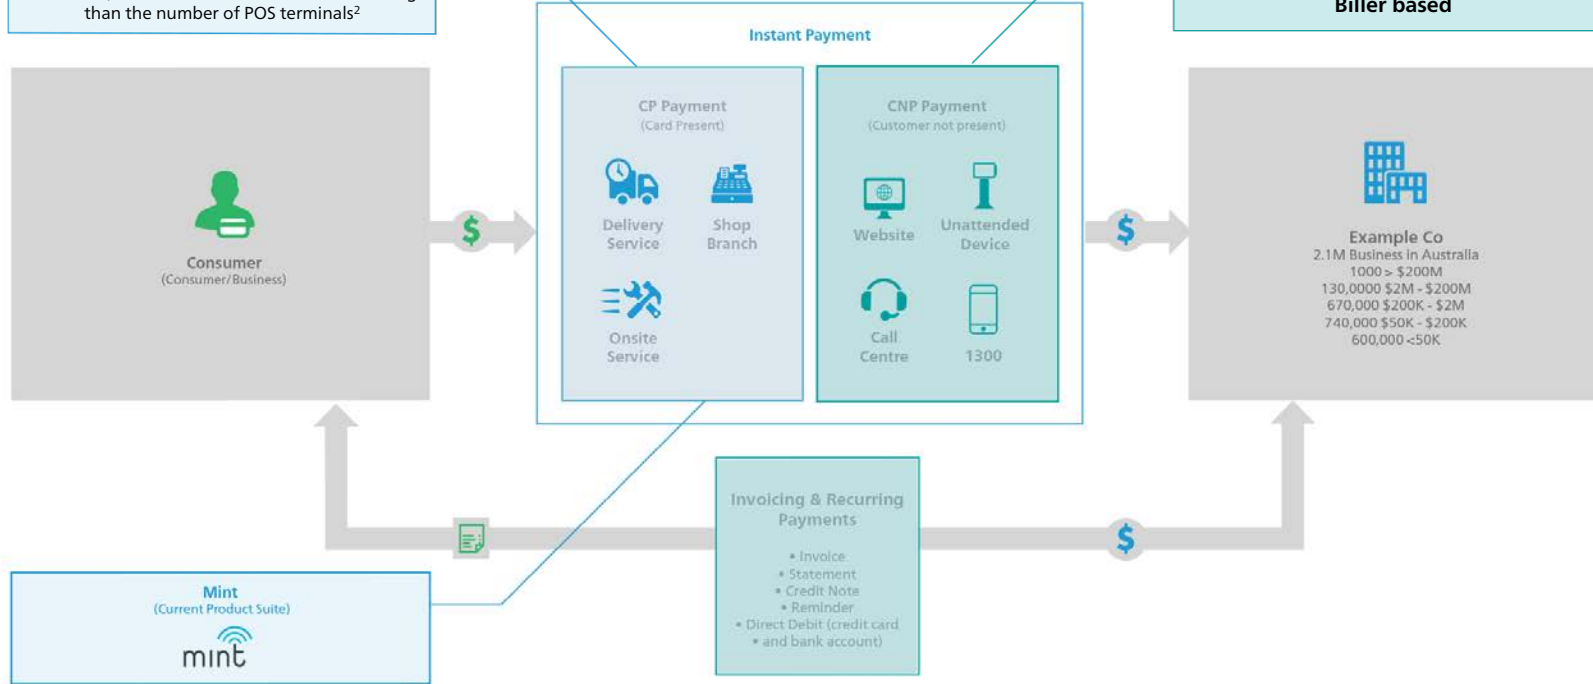 than the number of POS terminals²
Biller based
Instant Payment
CP Payment
(Card Present)
Delivery
Service
Shop
Branch
Onsite
Service
CNP Payment
(Customer not present)
Website
Unattended
Device
Call
Centre
1300
$
$
Consumer
(Consumer/Business)
Example Co
2.1M Business in Australia
1000 > $200M
130,0000 $2M - $200M
670,000 $200K - $2M
740,000 $50K - $200K
600,000 <50K
Invoicing & Recurring
Payments
• Invoice
• Statement
• Credit Note
• Reminder
• Direct Debit (credit card
• and bank account)
$
Mint
(Current Product Suite)
mint